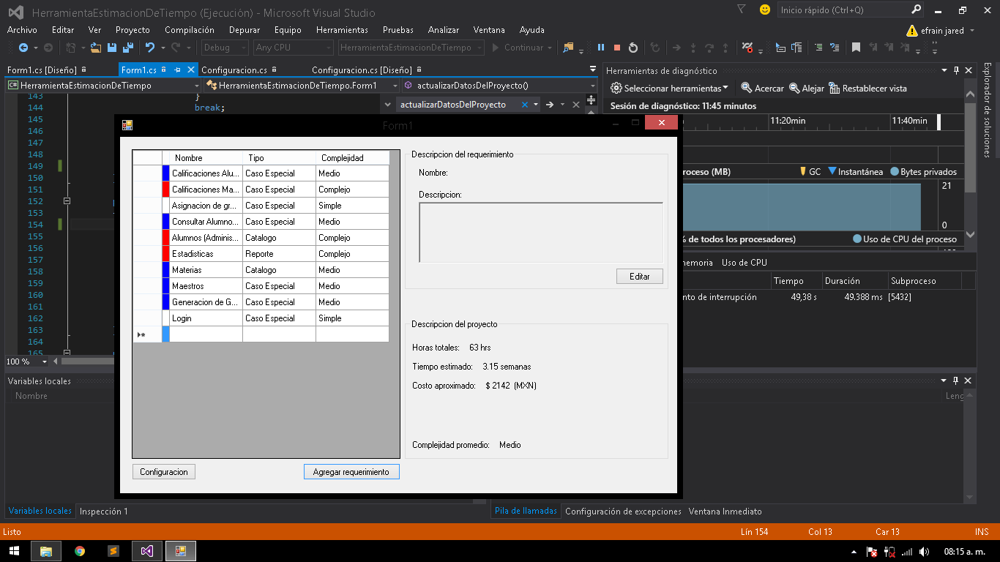 HerramientaEstimacionDeTiempo (Ejecución) - Microsoft Visual Studio
Inicio rápido (Ctrl+Q)
Archivo Editar Ver Proyecto Compilación Depurar Equipo Herramientas Pruebas Analizar Ventana Ayuda
efrain jared
Debug Any CPU HerramientaEstimacionDeTiempo Continuar
Form1.cs [Diseño] Form1.cs Configuracion.cs Configuracion.cs [Diseño]
HerramientaEstimacionDeTiempo HerramientaEstimacionDeTiempo.Form1 actualizarDatosDelProyecto()
143 }
144 break;
actualizarDatosDelProyecto
145
146
147
148
149
150
151
152
153
154
155
156
157
158
159
160
161
162
163
164
165
100 %
Herramientas de diagnóstico
Seleccionar herramientas Acercar Alejar Restablecer vista
Sesión de diagnóstico: 11:45 minutos
11:20min 11:40min
roceso (MB) GC Instantánea Bytes privados
21
0
% de todos los procesadores) Uso de CPU del proceso
memoria Uso de CPU
Tiempo Duración Subproceso
nto de interrupción 49,38 s 49.388 ms [5432]
Explorador de soluciones
Form1
Nombre Tipo Complejidad
Calificaciones Alu... Caso Especial Medio
Calificaciones Ma... Caso Especial Complejo
Asignacion de gr... Caso Especial Simple
Consultar Alumno... Caso Especial Medio
Alumnos (Adminis... Catalogo Complejo
Estadisticas Reporte Complejo
Materias Catalogo Medio
Maestros Caso Especial Medio
Generacion de G... Caso Especial Medio
Login Caso Especial Simple
Configuracion Agregar requerimiento
Descripcion del requerimiento
Nombre:
Descripcion:
Editar
Descripcion del proyecto
Horas totales: 63 hrs
Tiempo estimado: 3.15 semanas
Costo aproximado: $ 2142 (MXN)
Complejidad promedio: Medio
Variables locales
Nombre
Leng
Variables locales Inspección 1
Pila de llamadas Configuración de excepciones Ventana Inmediato
Listo Lín 154 Col 13 Car 13 INS
08:15 a. m.